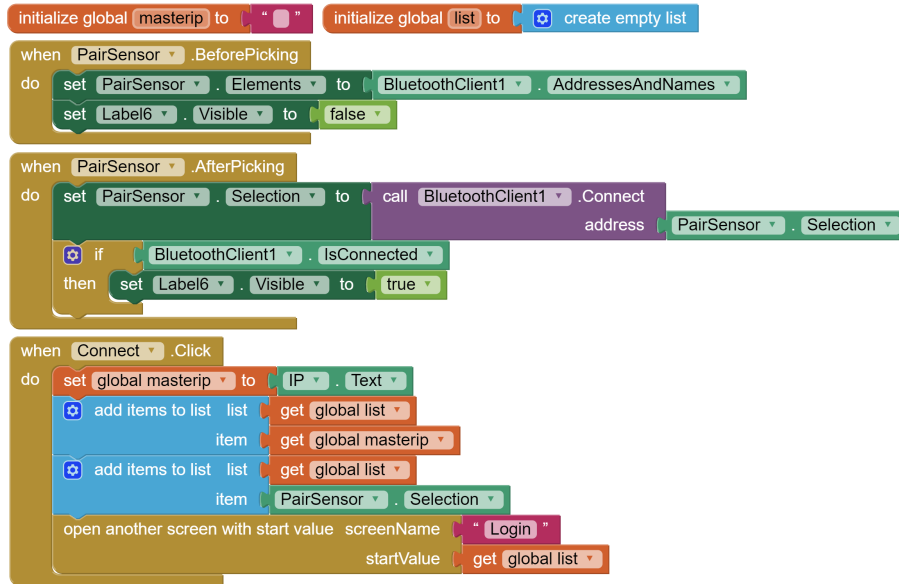 initialize global masterip to “ ” initialize global list to create empty list
when PairSensor .BeforePicking
do set PairSensor . Elements to BluetoothClient1 . AddressesAndNames
set Label6 . Visible to false
when PairSensor .AfterPicking
do set PairSensor . Selection to call BluetoothClient1 .Connect
address PairSensor . Selection
if BluetoothClient1 . IsConnected
then set Label6 . Visible to true
when Connect .Click
do set global masterip to IP . Text
add items to list list get global list
item get global masterip
add items to list list get global list
item PairSensor . Selection
open another screen with start value screenName “ Login ”
startValue get global list